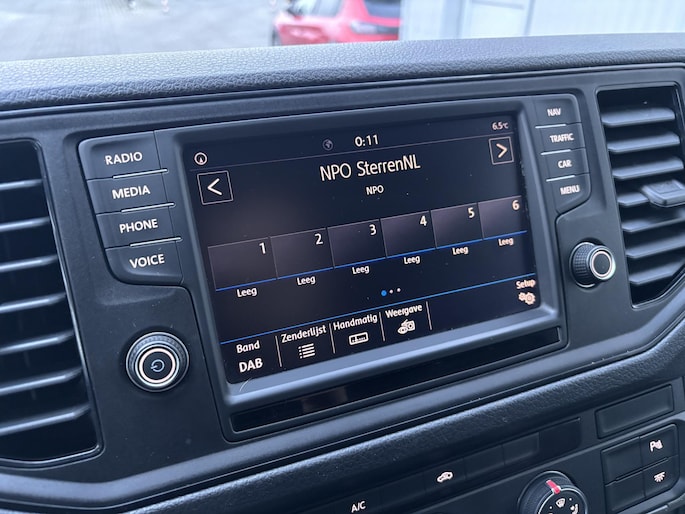 RADIO
MEDIA
PHONE
VOICE
0:11
6.5°C
NPO SterrenNL
NPO
< >
1 2 3 4 5 6
Leeg Leeg Leeg Leeg Leeg Leeg
Setup
Band Zenderlijst Handmatig Weergave
DAB
NAV
TRAFFIC
CAR
MENU
A/C
P